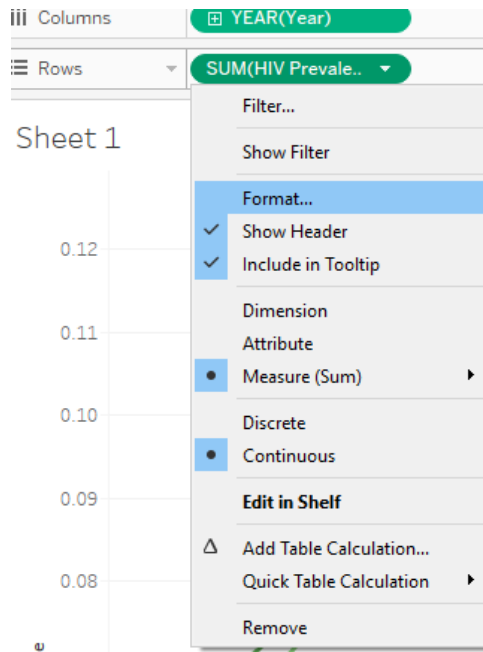 Columns
YEAR(Year)
Rows
SUM(HIV Prevale..
Sheet 1
0.12
0.11
0.10
0.09
0.08
e
Filter...
Show Filter
Format...
Show Header
Include in Tooltip
Dimension
Attribute
Measure (Sum)
Discrete
Continuous
Edit in Shelf
Add Table Calculation...
Quick Table Calculation
Remove